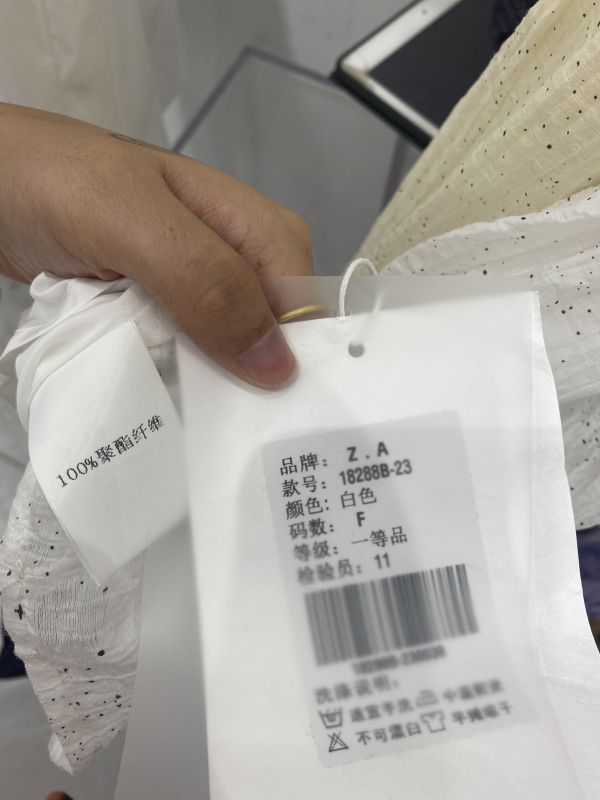 100%聚酯纤维
品牌: Z.A
款号: 18288B-23
颜色: 白色
码数: F
等级: 一等品
检验员: 11
洗涤说明:
适宜手洗 中温熨烫
不可漂白 平摊晾干